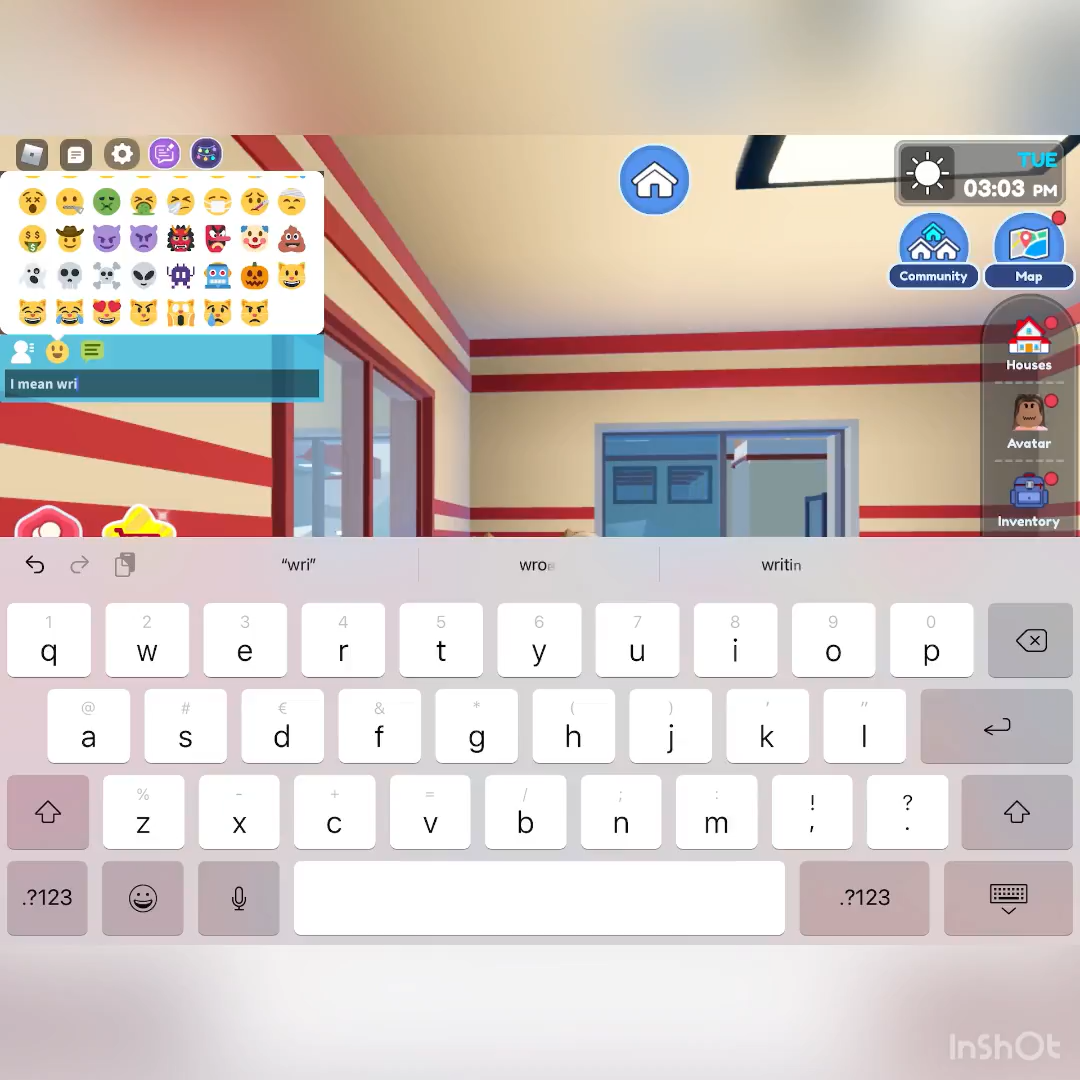 TUE
03:03 PM
Community
Map
Houses
I mean wri
Avatar
Inventory
“wri”
writin
1 2 3 4 5 6 7 8 9 0
q w e r t y u i o p
@ # € & * ( ) ' "
a s d f g h j k l
% - + = / ; : ! ?
z x c v b n m , .
.?123 .?123
InShOt